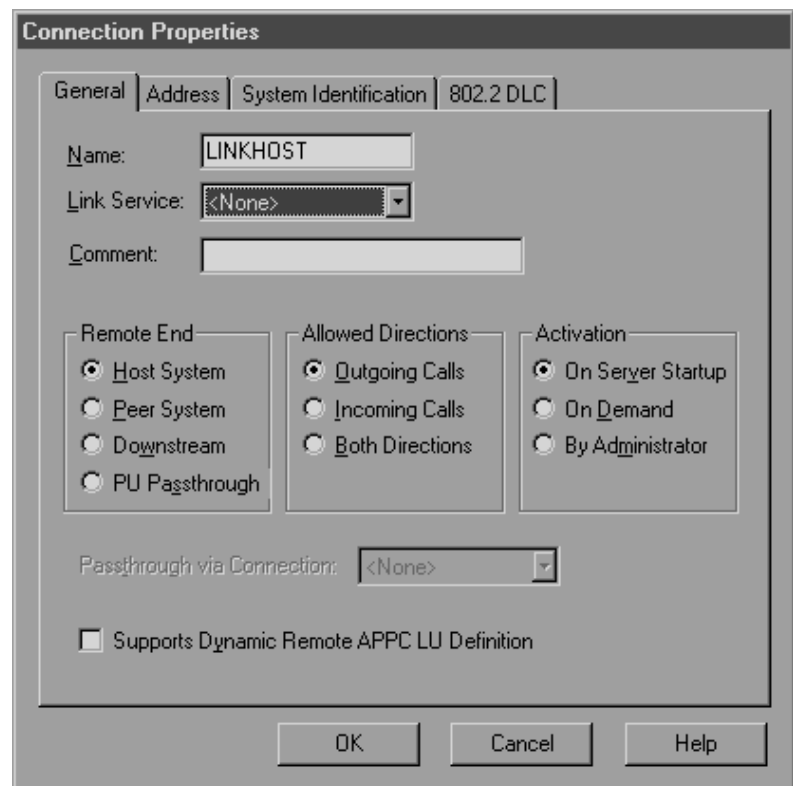 Connection Properties
General Address System Identification 802.2 DLC
Name: LINKHOST
Link Service: <None>
Comment:
Remote End
Host System
Peer System
Downstream
PU Passthrough
Allowed Directions
Outgoing Calls
Incoming Calls
Both Directions
Activation
On Server Startup
On Demand
By Administrator
Passthrough via Connection: <None>
Supports Dynamic Remote APPC LU Definition
OK Cancel Help